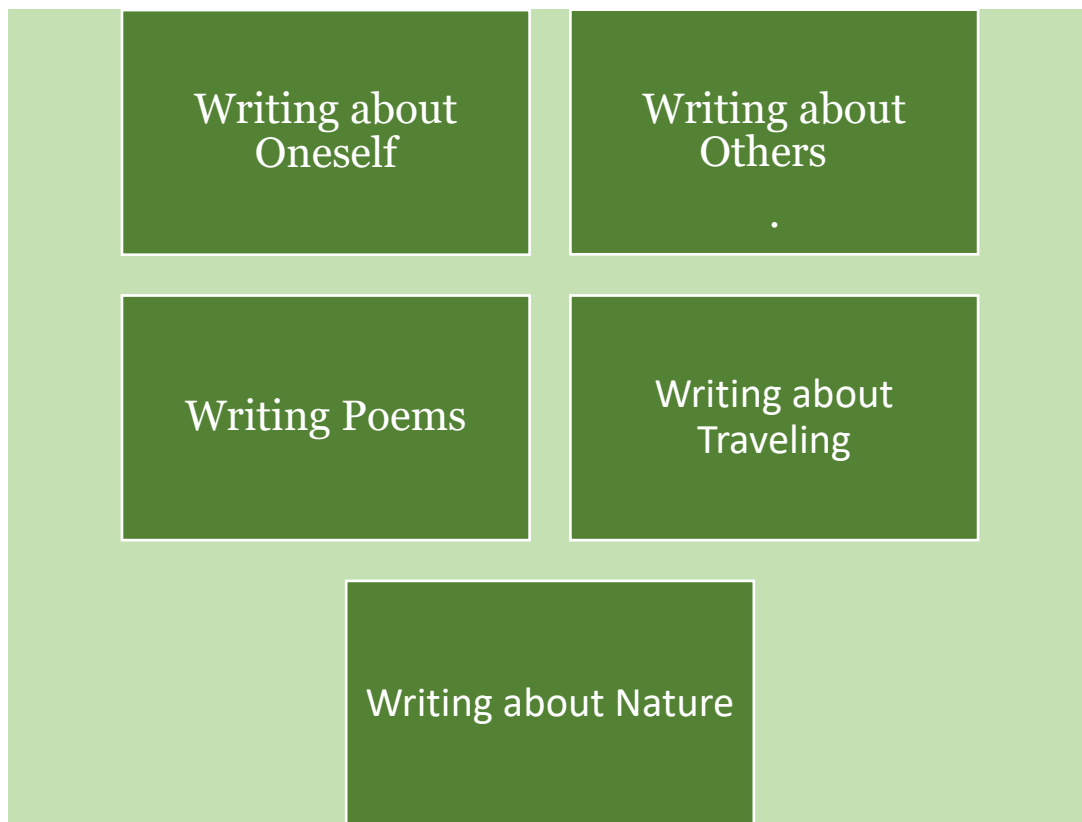 Writing about
Oneself
Writing about
Others
.
Writing Poems
Writing about
Traveling
Writing about Nature